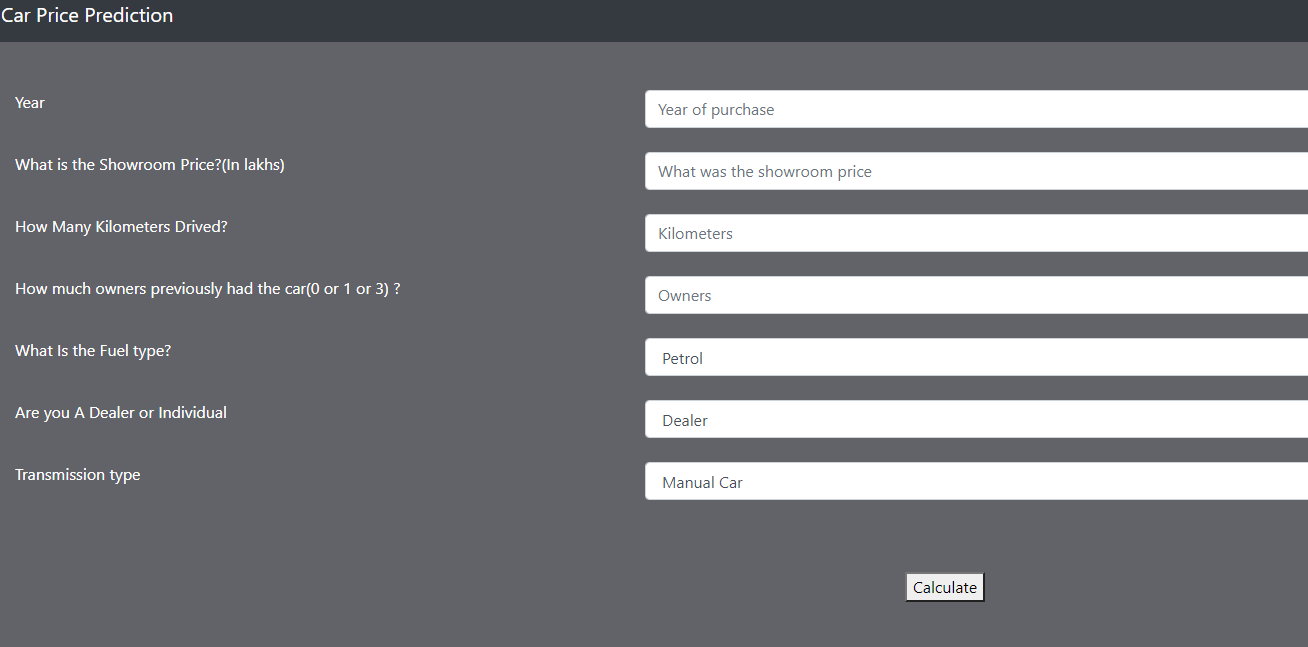 Car Price Prediction
Year
Year of purchase
What is the Showroom Price?(In lakhs)
What was the showroom price
How Many Kilometers Drived?
Kilometers
How much owners previously had the car(0 or 1 or 3) ?
Owners
What Is the Fuel type?
Petrol
Are you A Dealer or Individual
Dealer
Transmission type
Manual Car
Calculate